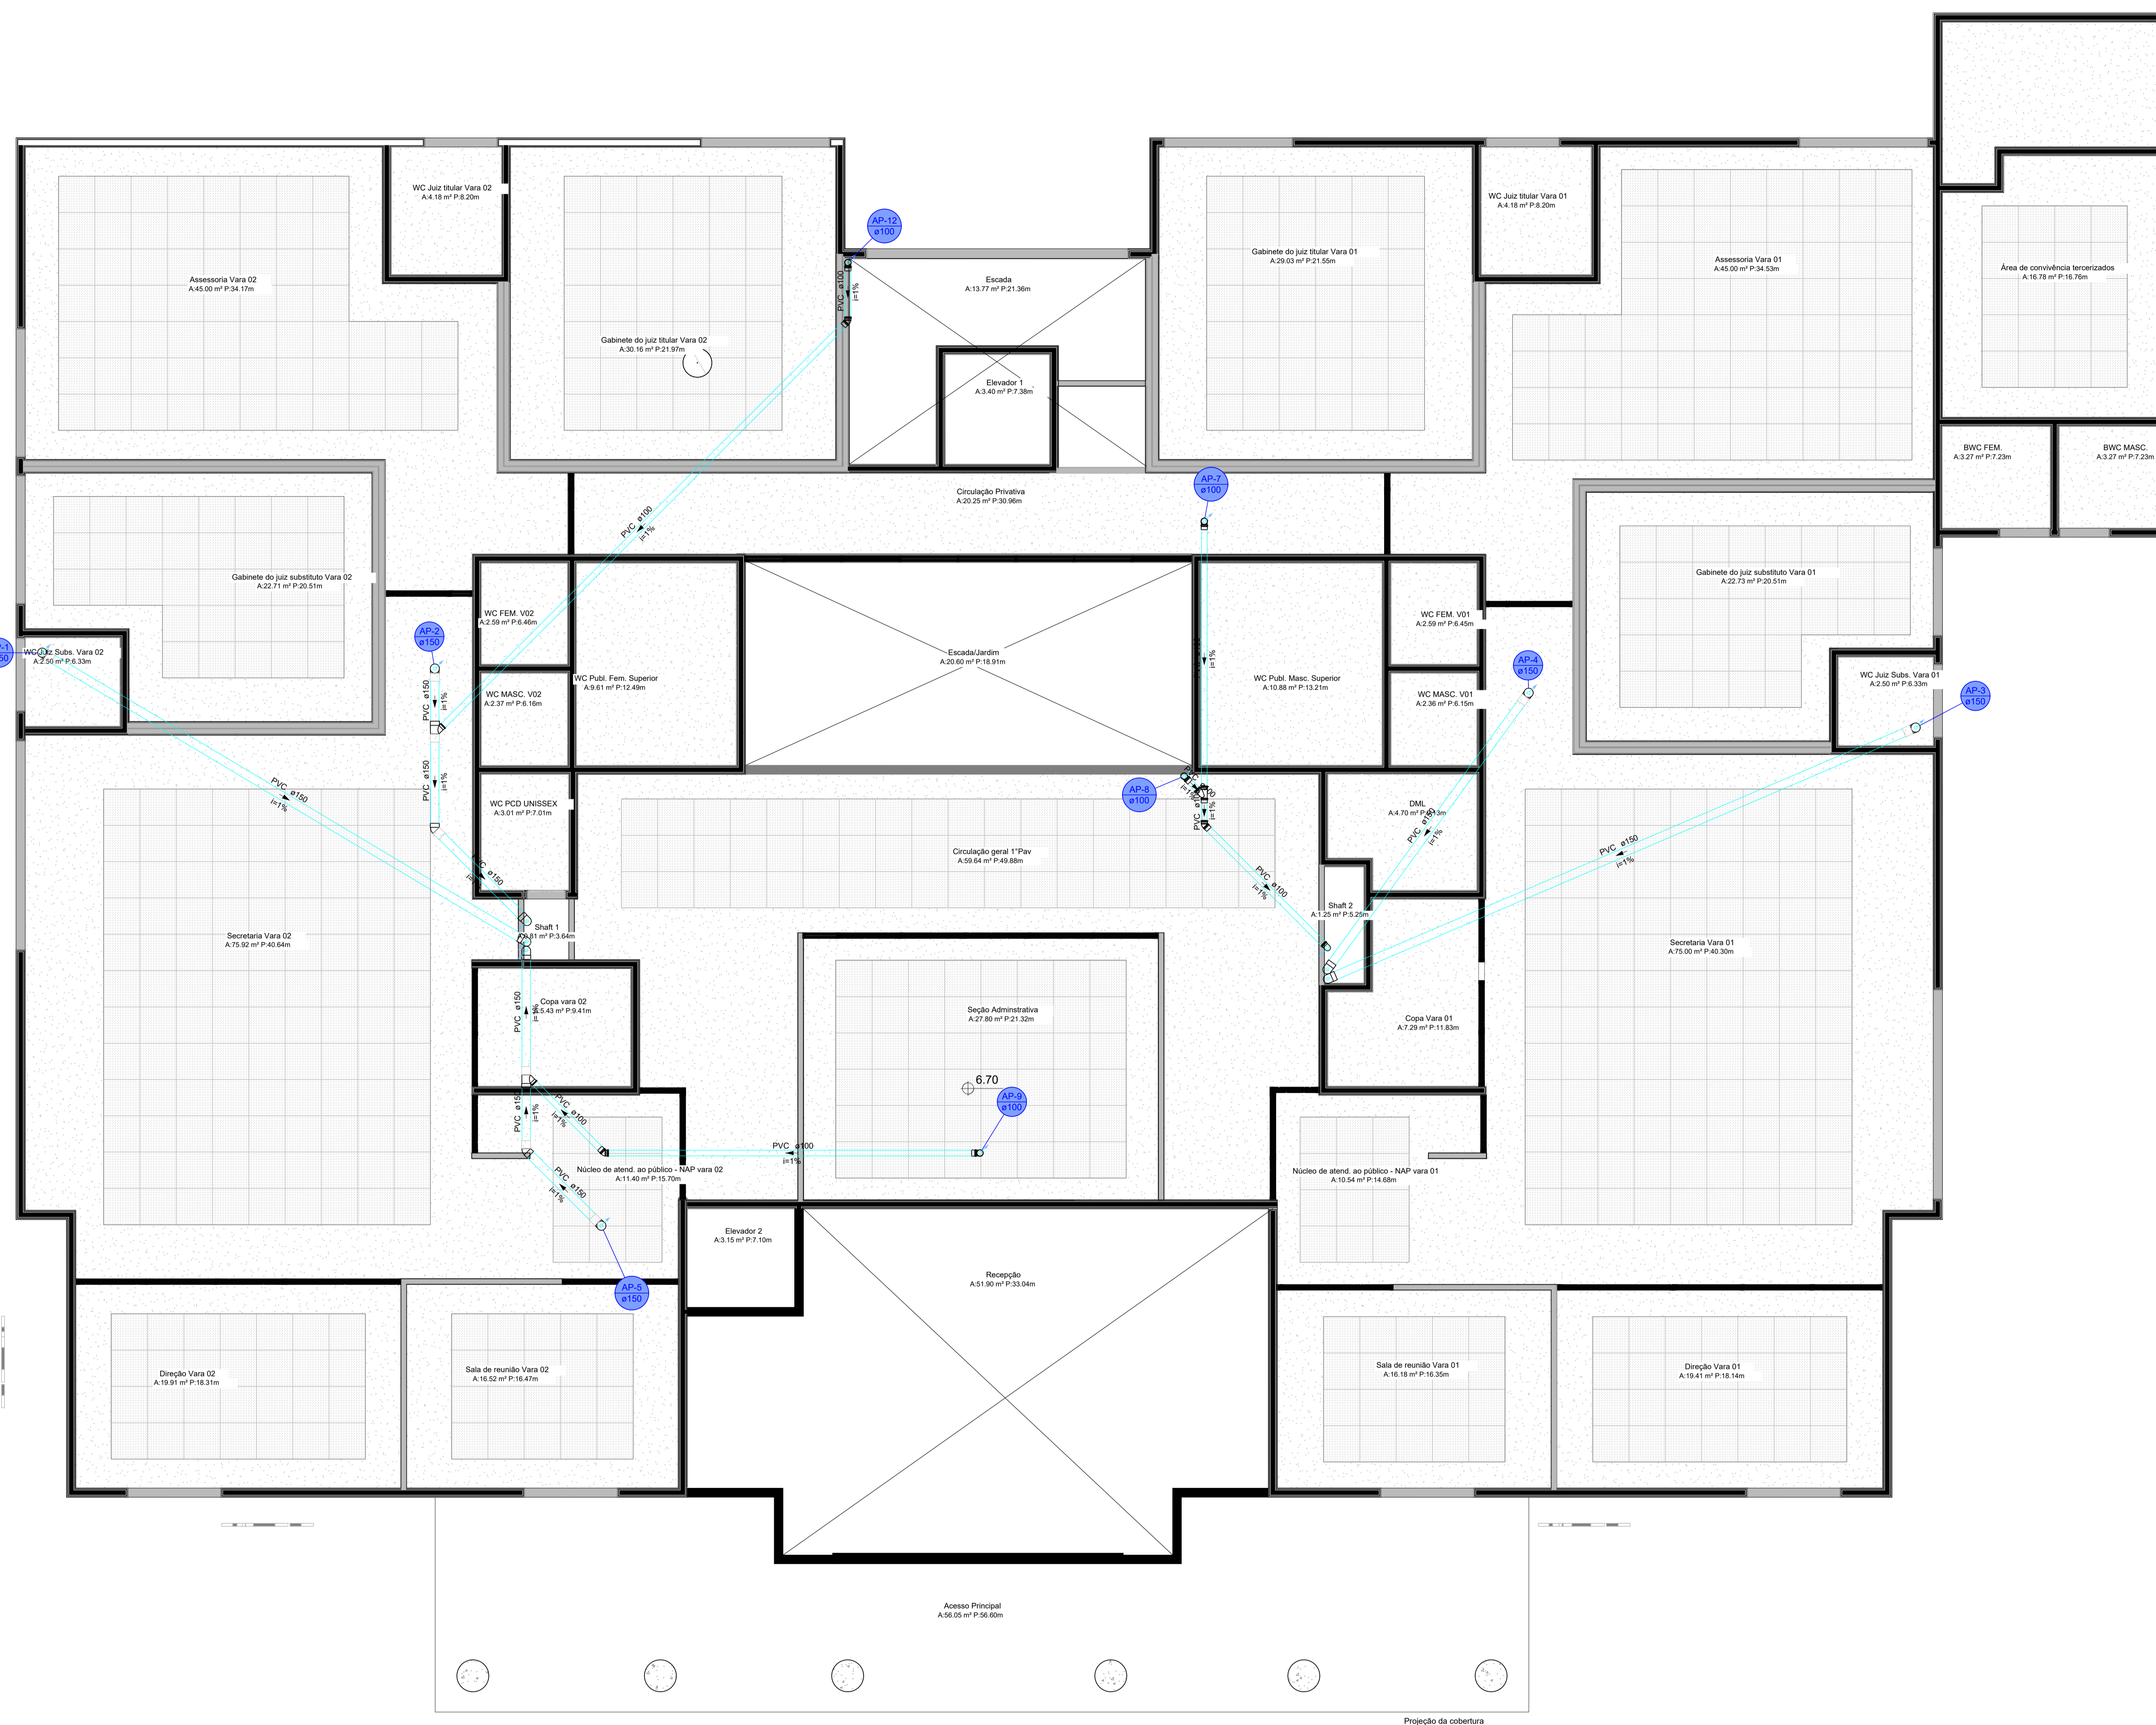 WC Juiz titular Vara 02
A:4.18 m² P:8.20m
WC Juiz titular Vara 01
A:4.18 m² P:8.20m
AP-12
ø100
Assessoria Vara 02
A:45.00 m² P:34.17m
Gabinete do juiz titular Vara 02
A:30.16 m² P:21.97m
PVC ø100
i=1%
Escada
A:13.77 m² P:21.36m
Elevador 1
A:3.40 m² P:7.38m
Gabinete do juiz titular Vara 01
A:29.03 m² P:21.55m
Assessoria Vara 01
A:45.00 m² P:34.53m
Área de convivência tercerizados
A:16.78 m² P:16.76m
BWC FEM.
A:3.27 m² P:7.23m
BWC MASC.
A:3.27 m² P:7.23m
Circulação Privativa
A:20.25 m² P:30.96m
AP-7
ø100
PVC ø100
i=1%
Gabinete do juiz substituto Vara 02
A:22.71 m² P:20.51m
Gabinete do juiz substituto Vara 01
A:22.73 m² P:20.51m
WC FEM. V02
A:2.59 m² P:6.46m
WC FEM. V01
A:2.59 m² P:6.45m
AP-2
ø150
WC Juiz Subs. Vara 02
A:2.50 m² P:6.33m
Escada/Jardim
A:20.60 m² P:18.91m
i=1%
AP-4
ø150
WC Publ. Fem. Superior
A:9.61 m² P:12.49m
WC Publ. Masc. Superior
A:10.88 m² P:13.21m
WC Juiz Subs. Vara 01
A:2.50 m² P:6.33m
AP-3
ø150
WC MASC. V02
A:2.37 m² P:6.16m
WC MASC. V01
A:2.36 m² P:6.15m
PVC ø150
i=1%
PVC ø150
i=1%
PVC ø150
i=1%
AP-8
ø100
i=1%
i=1%
WC PCD UNISSEX
A:3.01 m² P:7.01m
DML
A:4.70 m²
PVC ø150
i=1%
PVC ø150
i=1%
Circulação geral 1°Pav
A:59.64 m² P:49.88m
PVC ø100
i=1%
ø150
Shaft 1
P:3.64m
Shaft 2
A:1.25 m² P:5.25m
Secretaria Vara 02
A:75.92 m² P:40.64m
Secretaria Vara 01
A:75.00 m² P:40.30m
Copa vara 02
5.43 m² P:9.41m
PVC ø150
i=1%
Seção Adminstrativa
A:27.80 m² P:21.32m
Copa Vara 01
A:7.29 m² P:11.83m
6.70
AP-9
ø100
PVC ø150
i=1%
PVC ø100
i=1%
PVC ø100
i=1%
Núcleo de atend. ao público - NAP vara 02
A:11.40 m² P:15.70m
Núcleo de atend. ao público - NAP vara 01
A:10.54 m² P:14.68m
PVC ø150
i=1%
Elevador 2
A:3.15 m² P:7.10m
AP-5
ø150
Recepção
A:51.90 m² P:33.04m
Direção Vara 02
A:19.91 m² P:18.31m
Sala de reunião Vara 02
A:16.52 m² P:16.47m
Sala de reunião Vara 01
A:16.18 m² P:16.35m
Direção Vara 01
A:19.41 m² P:18.14m
Acesso Principal
A:56.05 m² P:56.60m
Projeção da cobertura